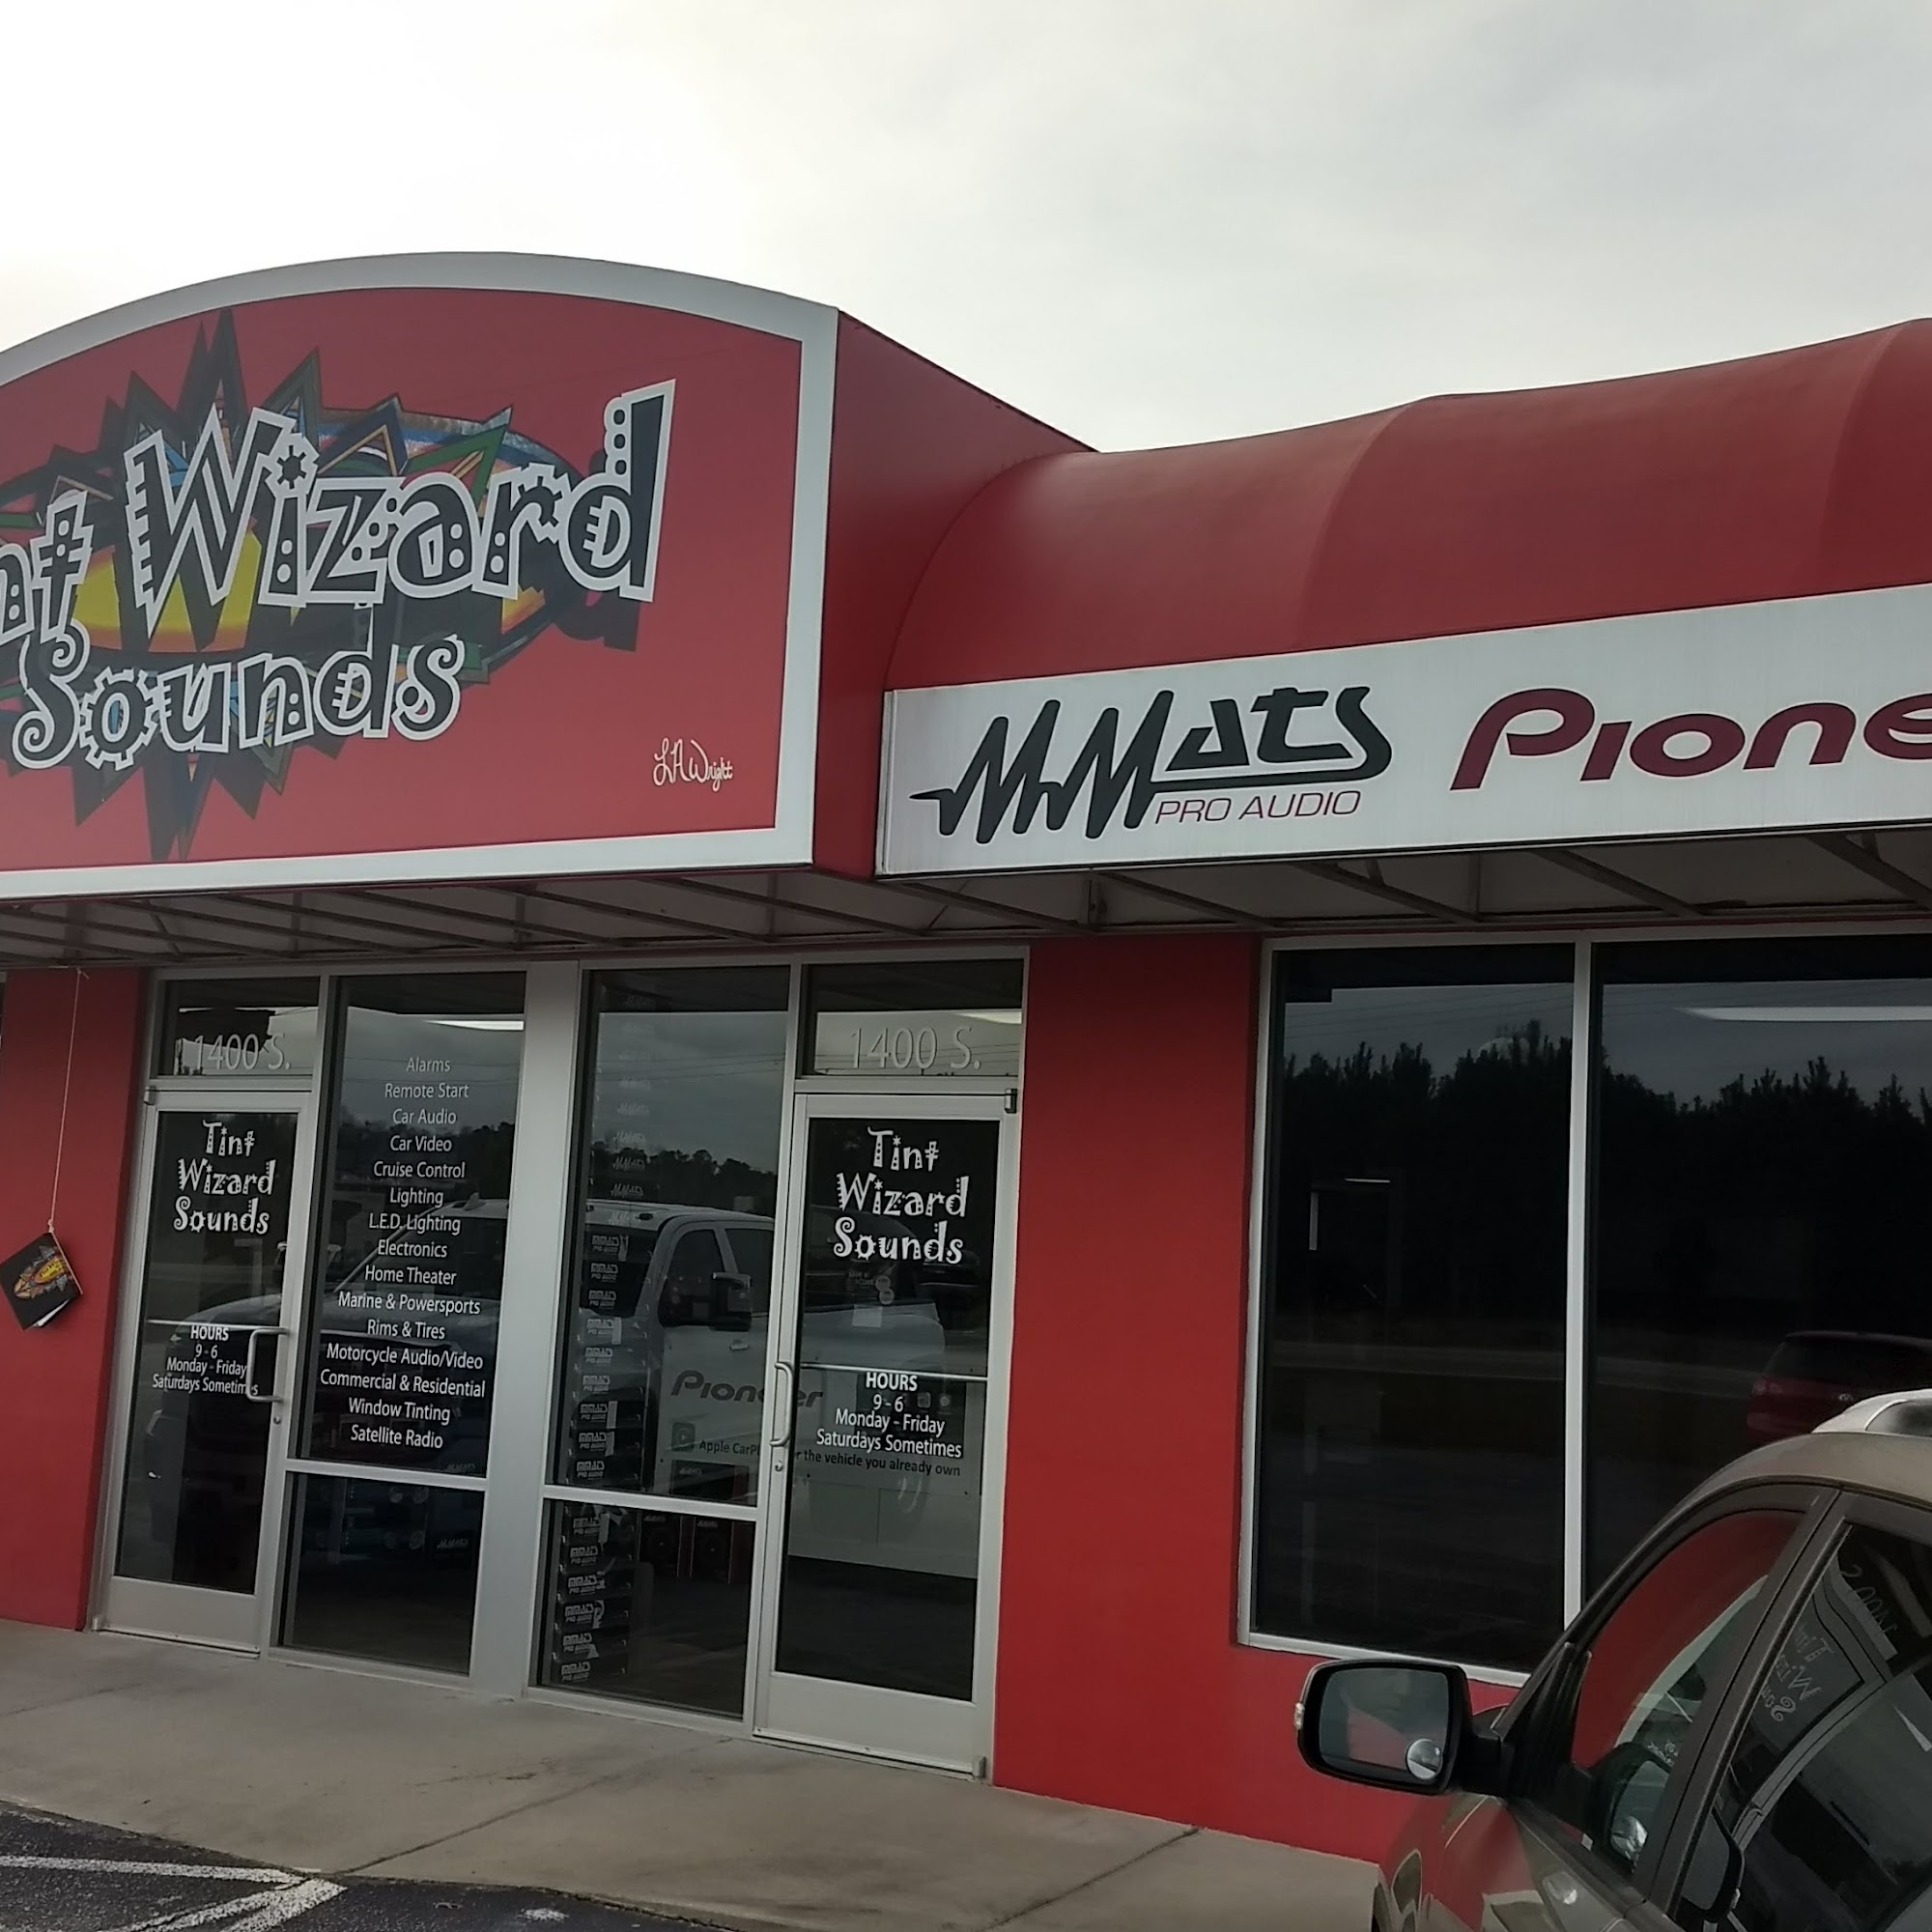 Wizard
Sounds
LA Wright
MMATS
PRO AUDIO
PIONE
1400 S.
Tint
Wizard
Sounds
HOURS
9 - 6
Monday - Friday
Saturdays Sometimes
Alarms
Remote Start
Car Audio
Car Video
Cruise Control
Lighting
L.E.D. Lighting
Electronics
Home Theater
Marine & Powersports
Rims & Tires
Motorcycle Audio/Video
Commercial & Residential
Window Tinting
Satellite Radio
1400 S.
Tint
Wizard
Sounds
HOURS
9 - 6
Monday - Friday
Saturdays Sometimes
Pioneer
Apple CarPl
the vehicle you already own